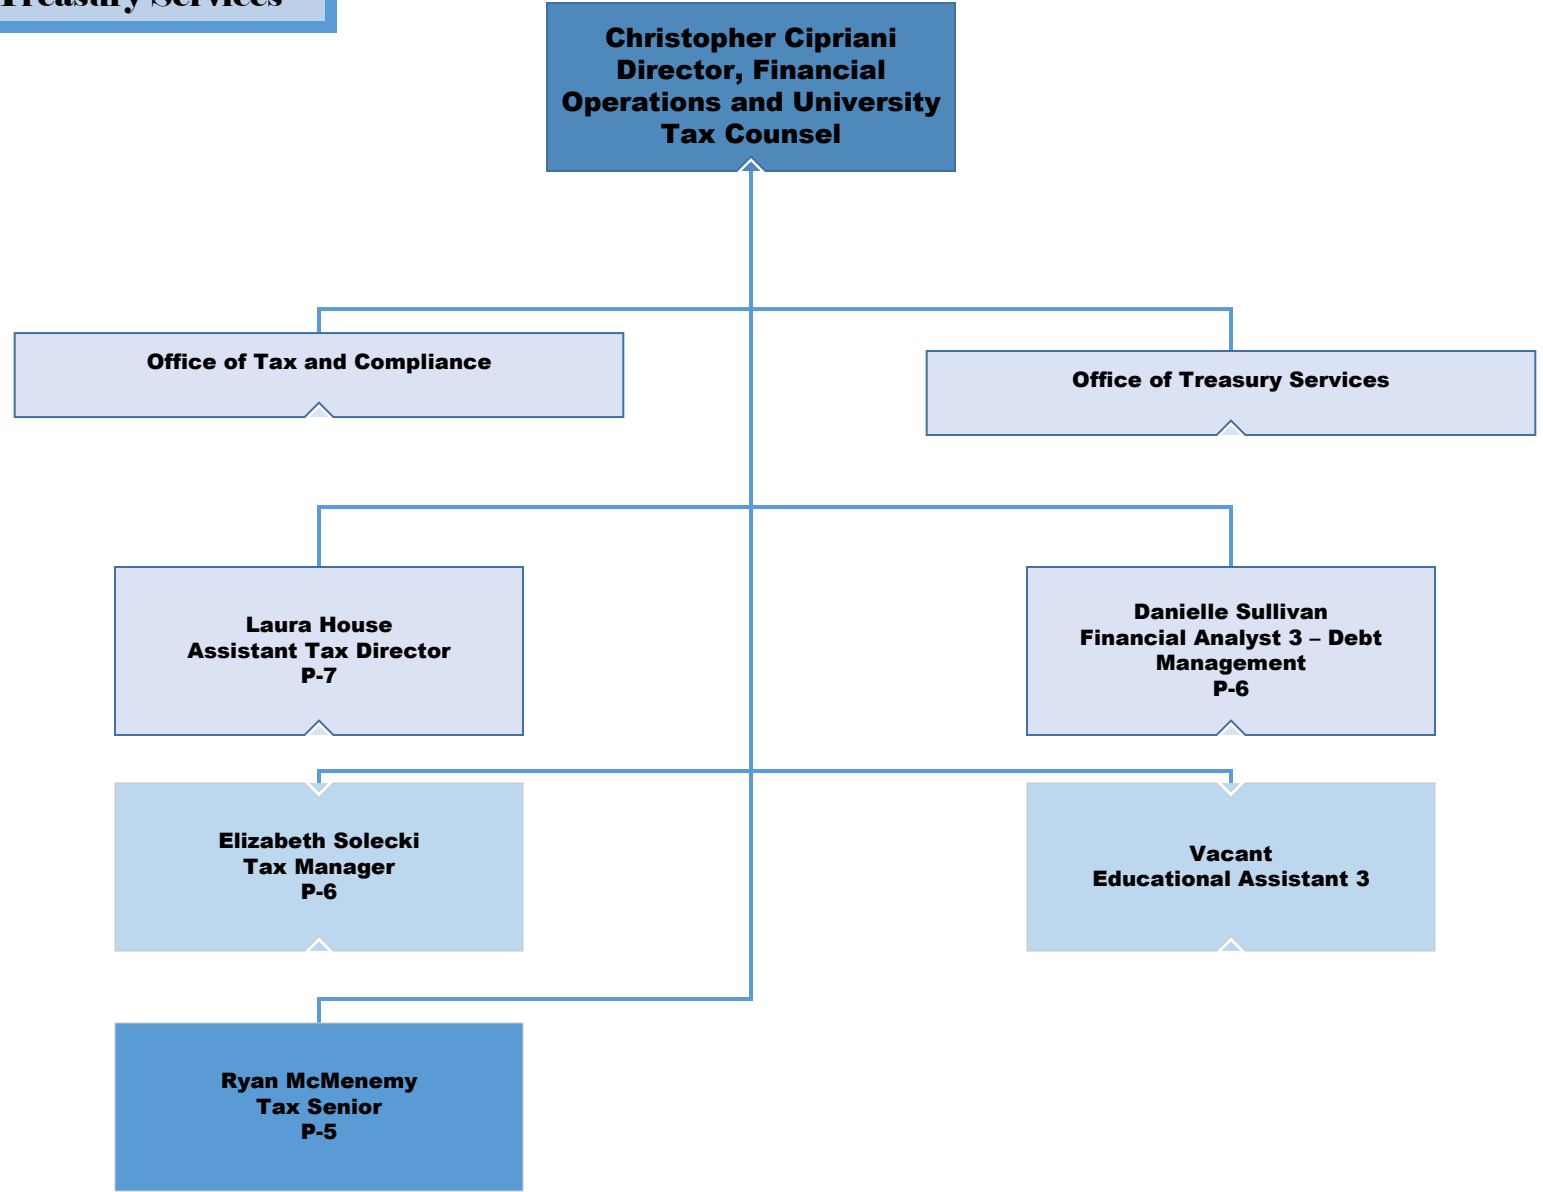 Treasury Services
Christopher Cipriani
Director, Financial
Operations and University
Tax Counsel
Office of Tax and Compliance
Office of Treasury Services
Laura House
Assistant Tax Director
P-7
Danielle Sullivan
Financial Analyst 3 – Debt
Management
P-6
Elizabeth Solecki
Tax Manager
P-6
Vacant
Educational Assistant 3
Ryan McMenemy
Tax Senior
P-5